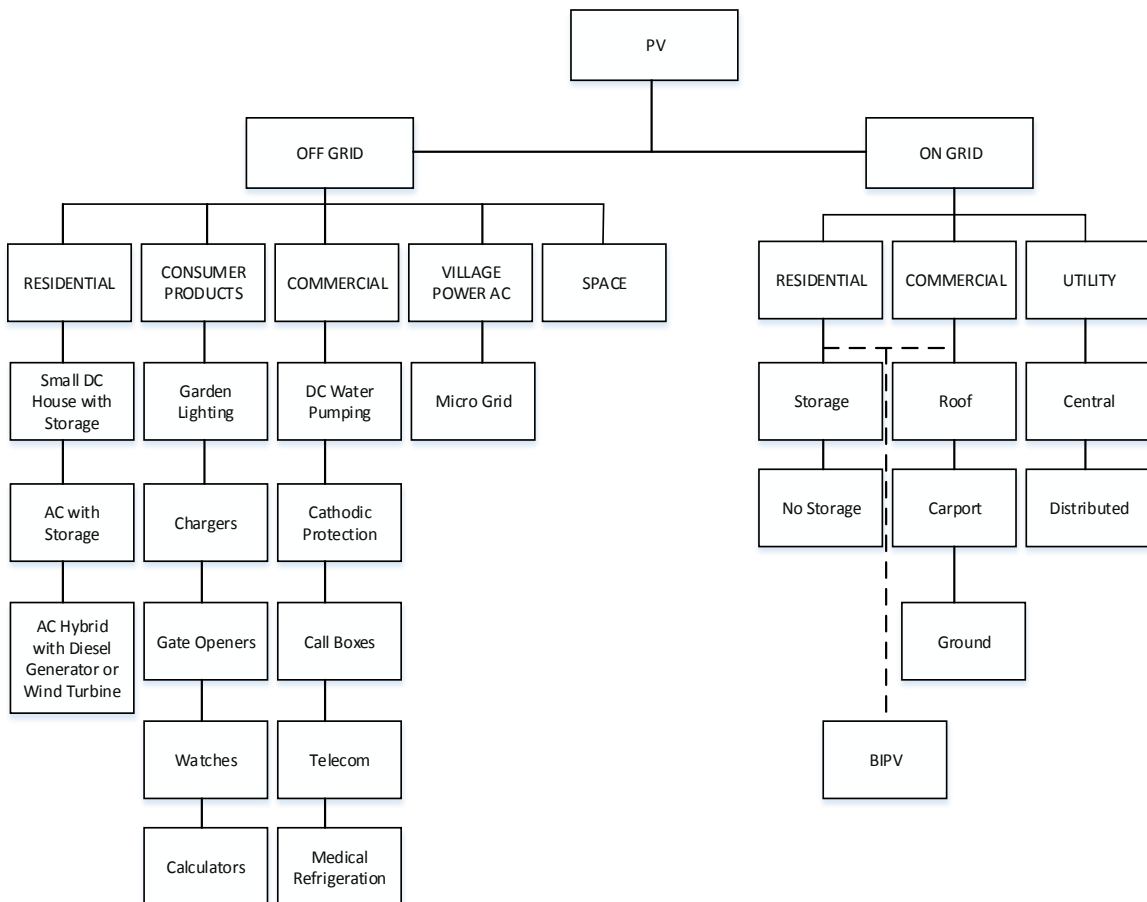 PV
OFF GRID
ON GRID
RESIDENTIAL
CONSUMER
PRODUCTS
COMMERCIAL
VILLAGE
POWER AC
SPACE
RESIDENTIAL
COMMERCIAL
UTILITY
Small DC
House with
Storage
Garden
Lighting
DC Water
Pumping
Micro Grid
Storage
Roof
Central
AC with
Storage
Chargers
Cathodic
Protection
No Storage
Carport
Distributed
AC Hybrid
with Diesel
Generator or
Wind Turbine
Gate Openers
Call Boxes
Ground
Watches
Telecom
BIPV
Calculators
Medical
Refrigeration